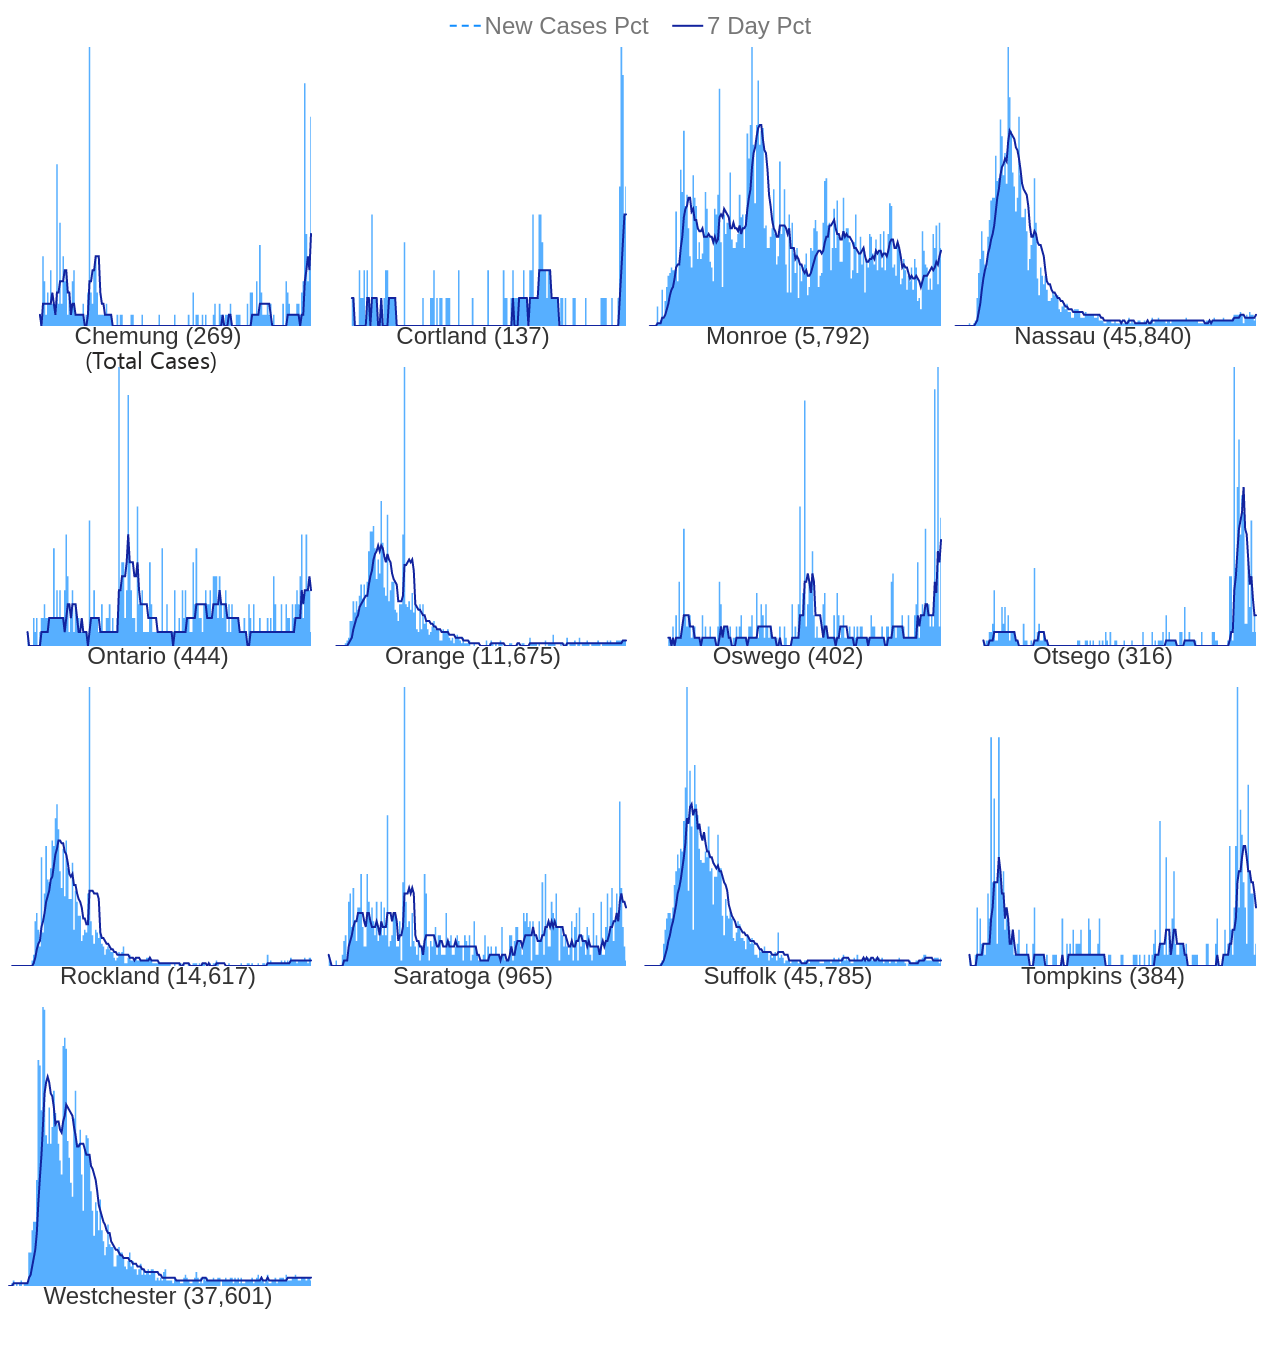 New Cases Pct 7 Day Pct
Chemung (269) Cortland (137) Monroe (5,792) Nassau (45,840)
(Total Cases)
Ontario (444) Orange (11,675) Oswego (402) Otsego (316)
Rockland (14,617) Saratoga (965) Suffolk (45,785) Tompkins (384)
Westchester (37,601)